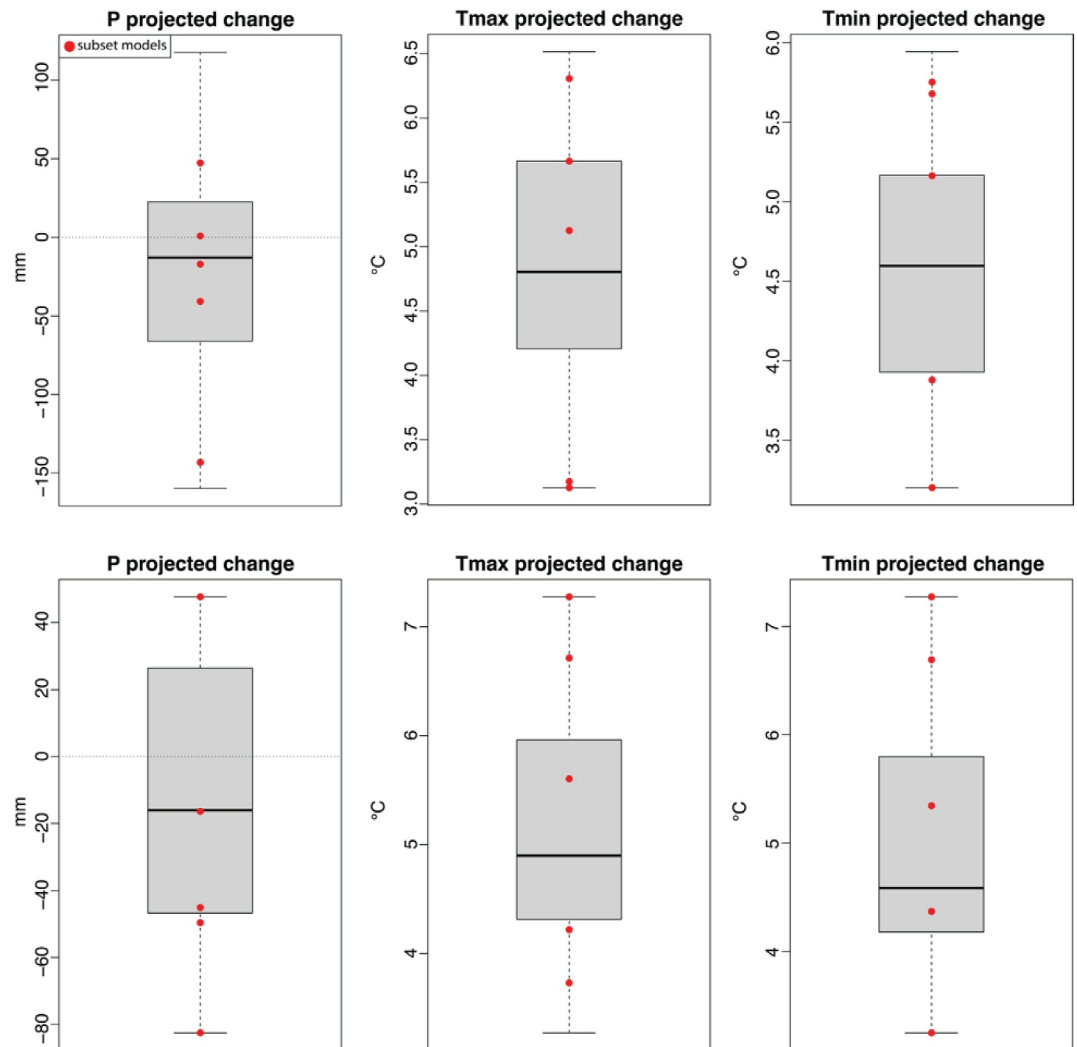 P projected change
Tmax projected change
Tmin projected change
subset models
mm
100
50
0
−50
−100
−150
°C
6.5
6.0
5.5
5.0
4.5
4.0
3.5
3.0
°C
6.0
5.5
5.0
4.5
4.0
3.5
P projected change
Tmax projected change
Tmin projected change
mm
40
20
0
−20
−40
−60
−80
°C
7
6
5
4
°C
7
6
5
4